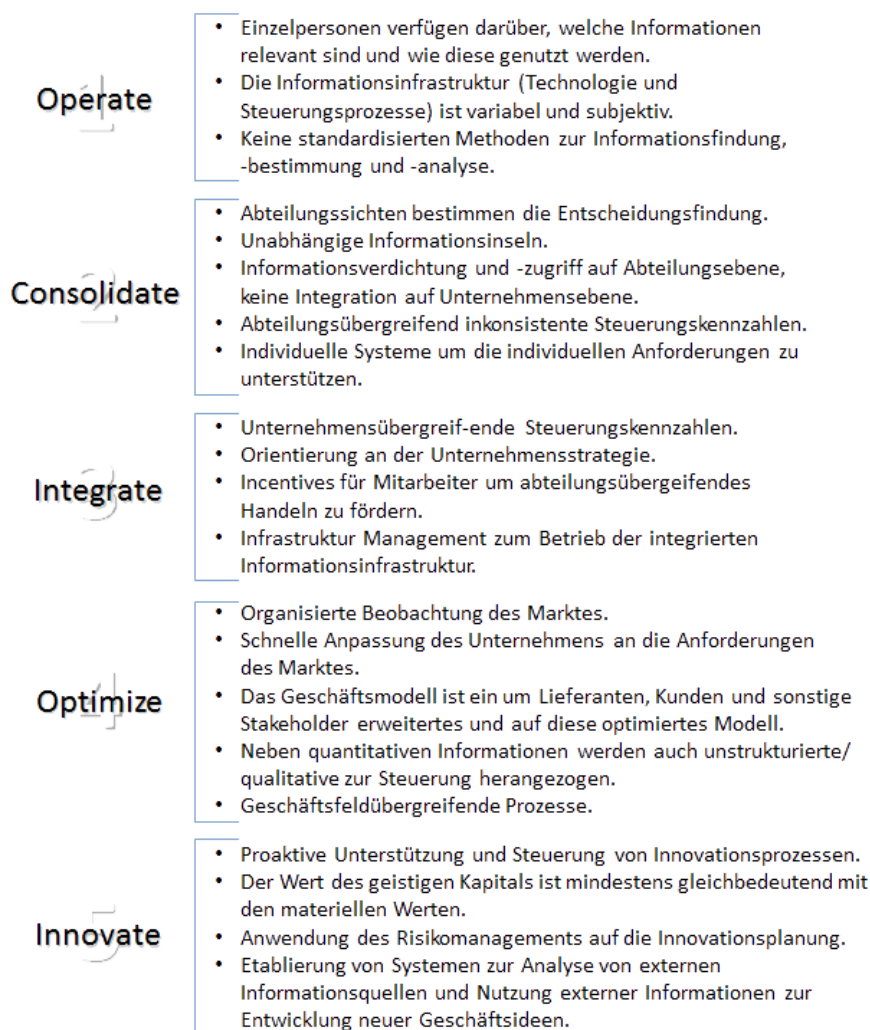 Operate
1
• Einzelpersonen verfügen darüber, welche Informationen
relevant sind und wie diese genutzt werden.
• Die Informationsinfrastruktur (Technologie und
Steuerungsprozesse) ist variabel und subjektiv.
• Keine standardisierten Methoden zur Informationsfindung,
-bestimmung und -analyse.
Consolidate
2
• Abteilungssichten bestimmen die Entscheidungsfindung.
• Unabhängige Informationsinseln.
• Informationsverdichtung und -zugriff auf Abteilungsebene,
keine Integration auf Unternehmensebene.
• Abteilungsübergreifend inkonsistente Steuerungskennzahlen.
• Individuelle Systeme um die individuellen Anforderungen zu
unterstützen.
Integrate
3
• Unternehmensübergreif-ende Steuerungskennzahlen.
• Orientierung an der Unternehmensstrategie.
• Incentives für Mitarbeiter um abteilungsübergeifendes
Handeln zu fördern.
• Infrastruktur Management zum Betrieb der integrierten
Informationsinfrastruktur.
Optimize
4
• Organisierte Beobachtung des Marktes.
• Schnelle Anpassung des Unternehmens an die Anforderungen
des Marktes.
• Das Geschäftsmodell ist ein um Lieferanten, Kunden und sonstige
Stakeholder erweitertes und auf diese optimiertes Modell.
• Neben quantitativen Informationen werden auch unstrukturierte/
qualitative zur Steuerung herangezogen.
• Geschäftsfeldübergreifende Prozesse.
Innovate
5
• Proaktive Unterstützung und Steuerung von Innovationsprozessen.
• Der Wert des geistigen Kapitals ist mindestens gleichbedeutend mit
den materiellen Werten.
• Anwendung des Risikomanagements auf die Innovationsplanung.
• Etablierung von Systemen zur Analyse von externen
Informationsquellen und Nutzung externer Informationen zur
Entwicklung neuer Geschäftsideen.